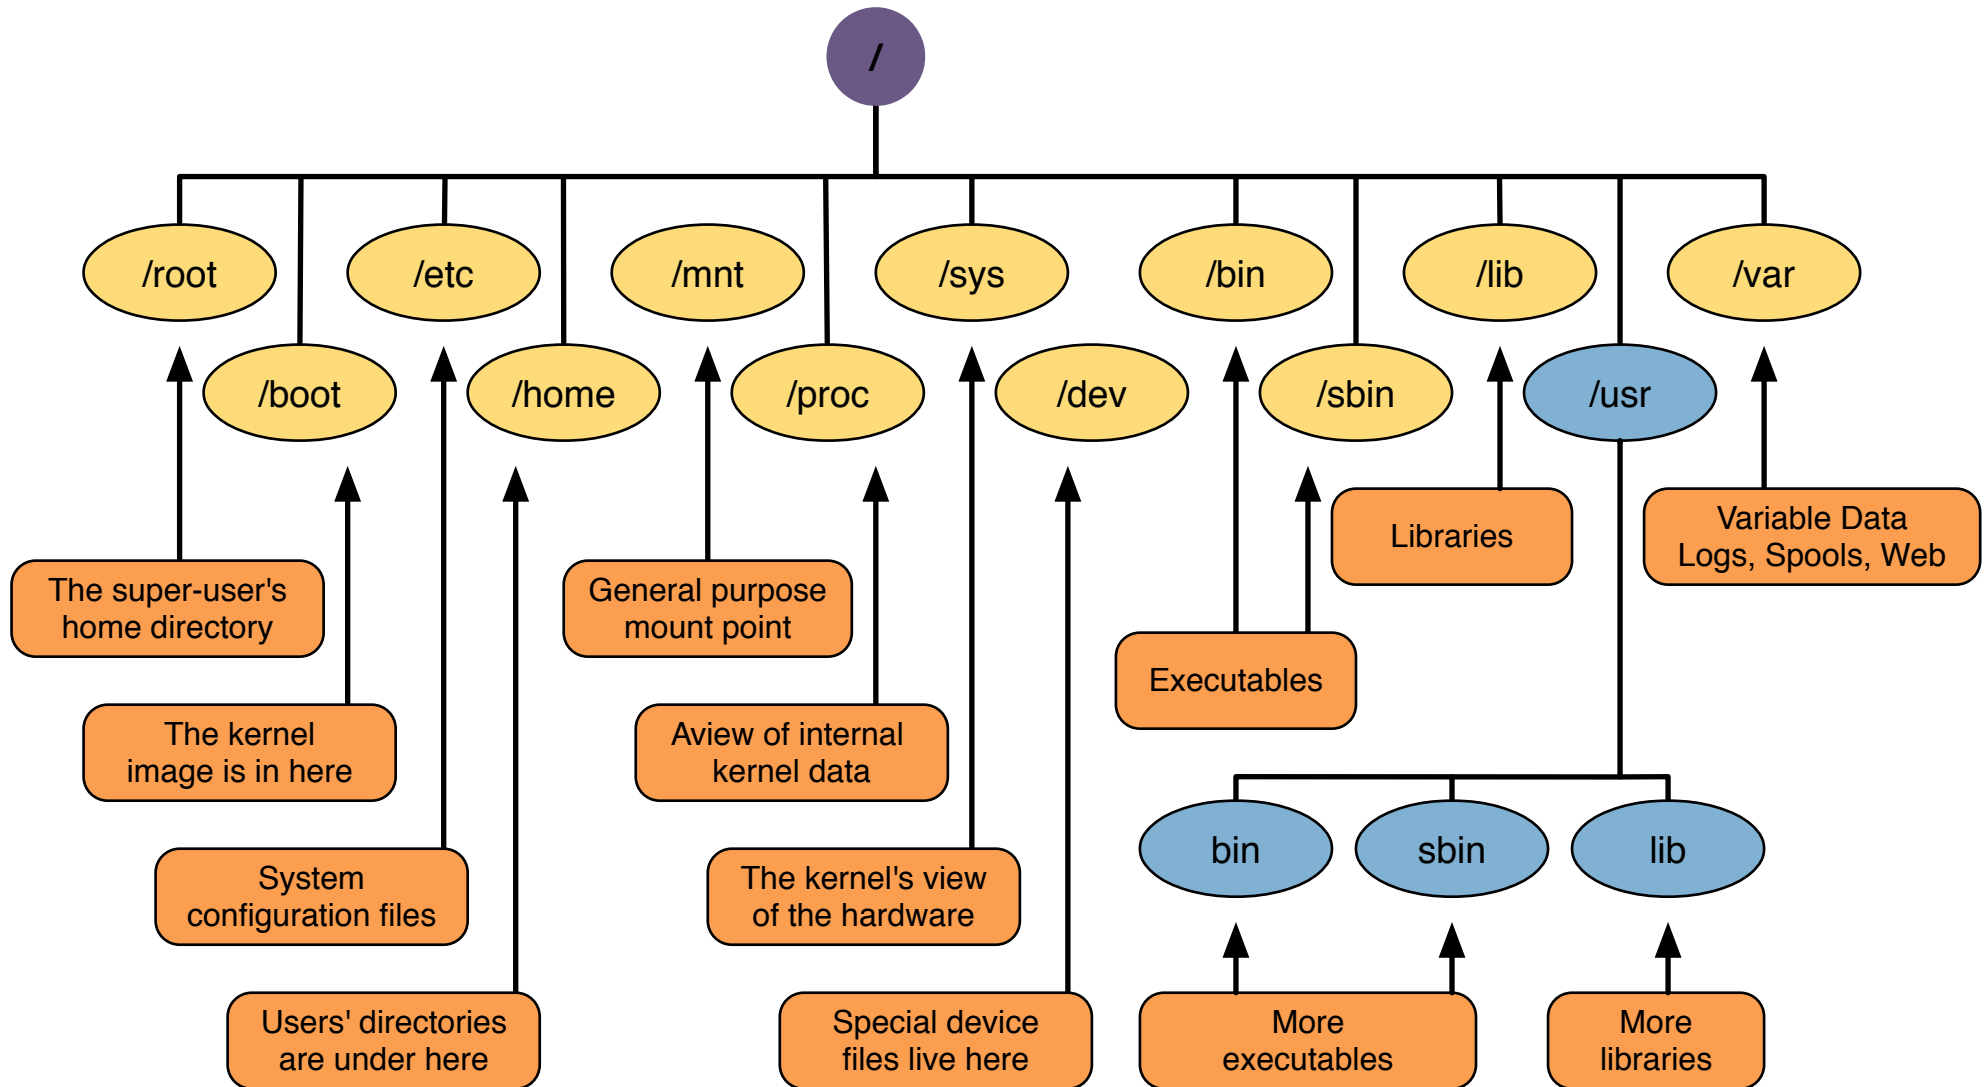 /
/root
/etc
/mnt
/sys
/bin
/lib
/var
/boot
/home
/proc
/dev
/sbin
/usr
Libraries
Variable Data
Logs, Spools, Web
The super-user's
home directory
General purpose
mount point
Executables
The kernel
image is in here
Aview of internal
kernel data
bin
sbin
lib
System
configuration files
The kernel's view
of the hardware
Users' directories
are under here
Special device
files live here
More
executables
More
libraries